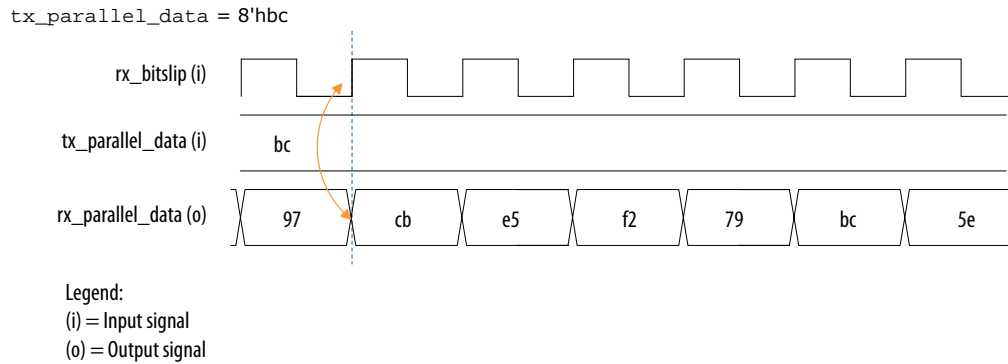 tx_parallel_data = 8'hbc
rx_bitslip (i)
tx_parallel_data (i)
bc
rx_parallel_data (o)
97 cb e5 f2 79 bc 5e
Legend:
(i) = Input signal
(o) = Output signal